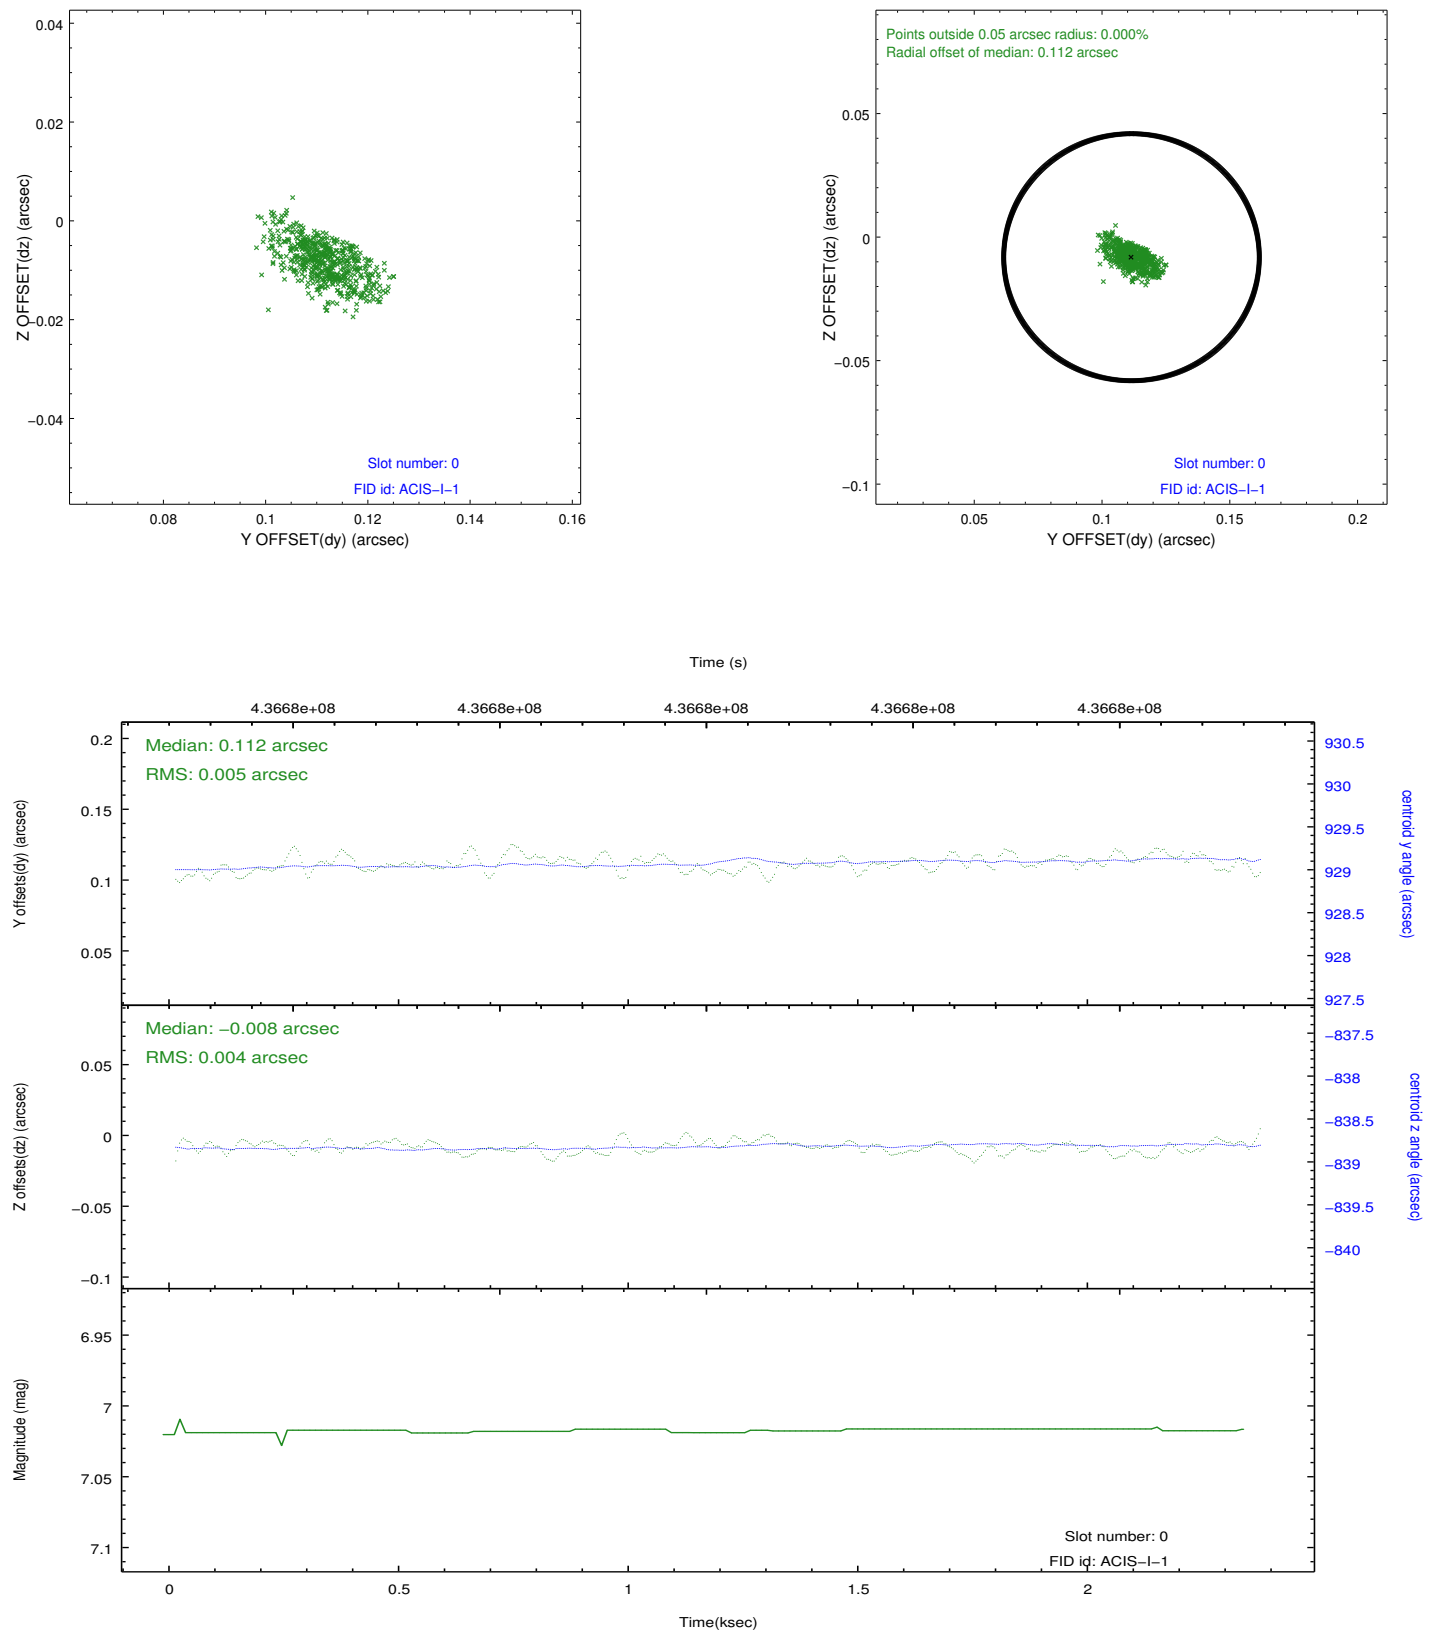 0.04
0.02
0
−0.02
−0.04
Z OFFSET(dz) (arcsec)
Slot number: 0
FID id: ACIS−I−1
0.08
0.1
0.12
0.14
0.16
Y OFFSET(dy) (arcsec)
Points outside 0.05 arcsec radius: 0.000%
Radial offset of median: 0.112 arcsec
0.05
0
−0.05
−0.1
Z OFFSET(dz) (arcsec)
Slot number: 0
FID id: ACIS−I−1
0.05
0.1
0.15
0.2
Y OFFSET(dy) (arcsec)
Time (s)
4.3668e+08
4.3668e+08
4.3668e+08
4.3668e+08
4.3668e+08
Median: 0.112 arcsec
RMS: 0.005 arcsec
0.2
0.15
0.1
0.05
Y offsets(dy) (arcsec)
930.5
930
929.5
929
928.5
928
927.5
centroid y angle (arcsec)
Median: −0.008 arcsec
RMS: 0.004 arcsec
0.05
0
−0.05
−0.1
Z offsets(dz) (arcsec)
−837.5
−838
−838.5
−839
−839.5
−840
centroid z angle (arcsec)
6.95
7
7.05
7.1
Magnitude (mag)
Slot number: 0
FID id: ACIS−I−1
0
0.5
1
1.5
2
Time(ksec)